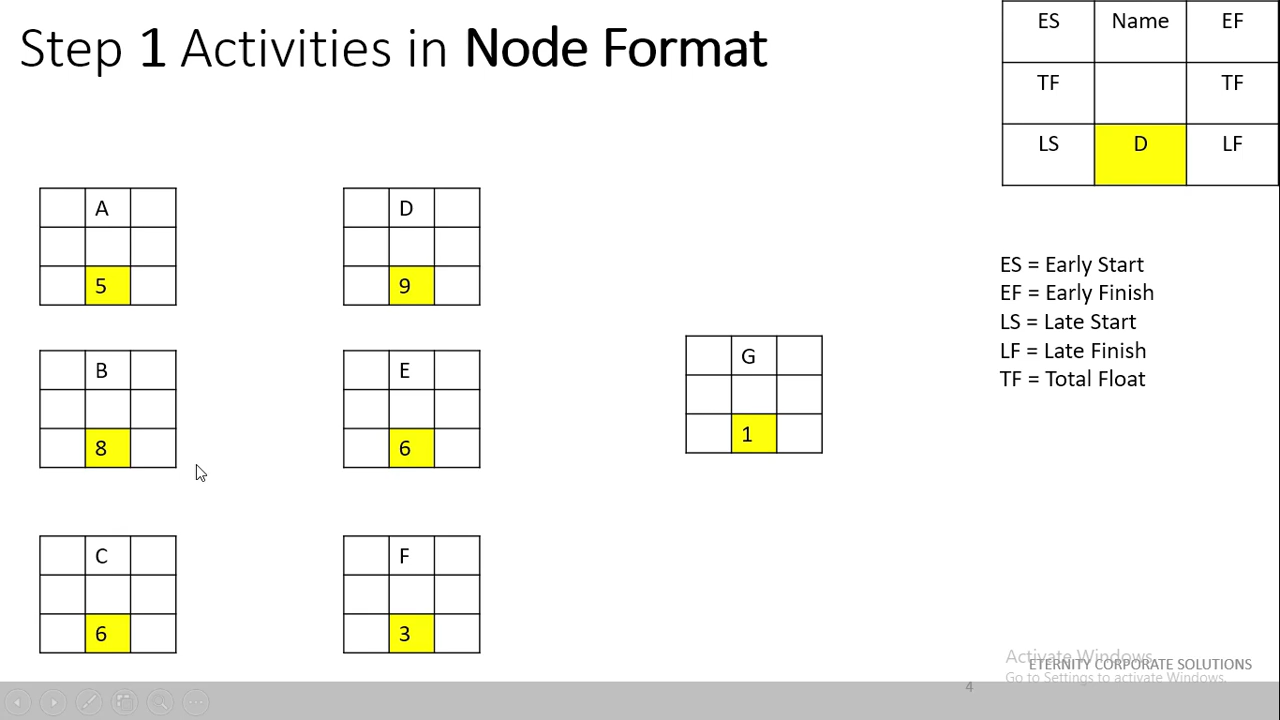 Step 1 Activities in Node Format
ES Name EF
TF TF
LS D LF
A
5
D
9
B
8
E
6
G
1
C
6
F
3
ES = Early Start
EF = Early Finish
LS = Late Start
LF = Late Finish
TF = Total Float
Activate Windows
ETERNITY CORPORATE SOLUTIONS
Go to Settings to activate Windows.
4